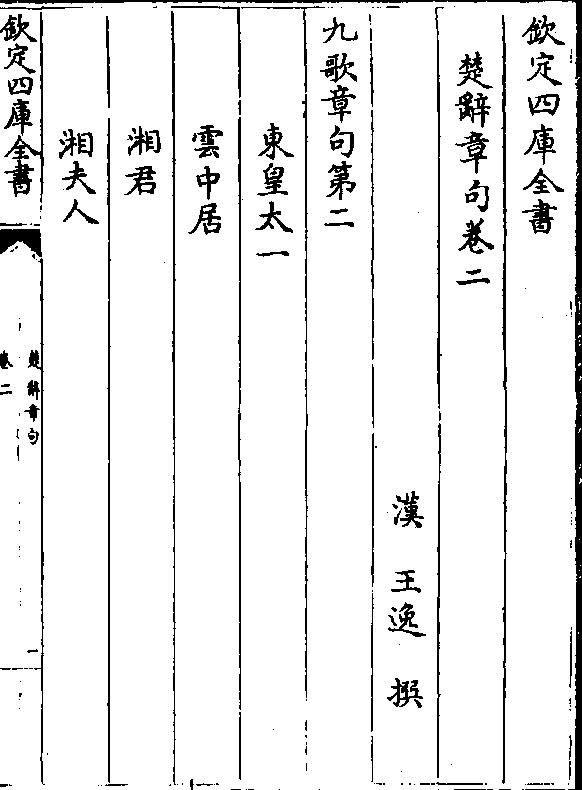 欽定四庫全書
楚辭章句卷二
漢 王逸 撰
九歌章句第二
東皇太一
雲中居
湘君
湘夫人
欽定四庫全書
楚辭章句
卷二
一